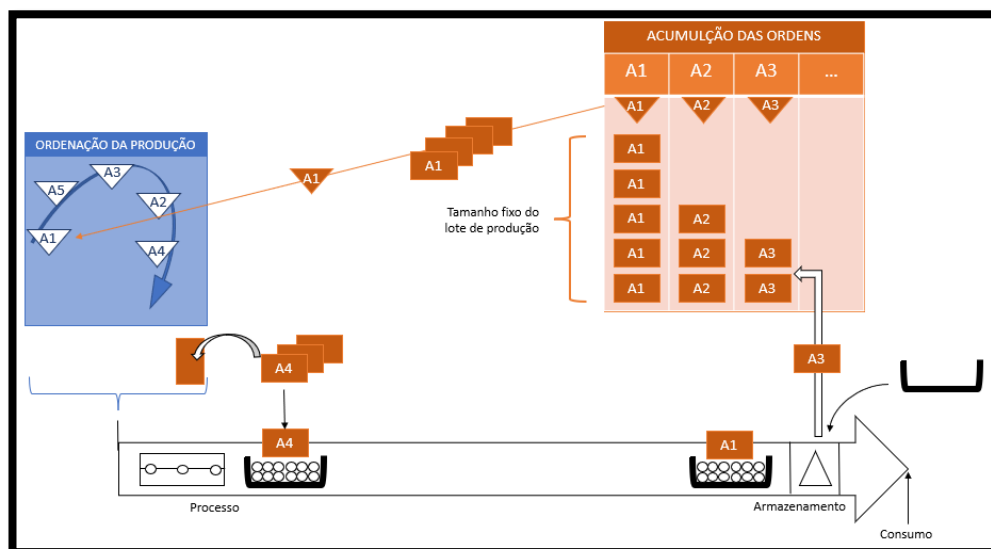 ACUMULÇÃO DAS ORDENS
A1 A2 A3 ...
A1 A2 A3
ORDENAÇÃO DA PRODUÇÃO
A3
A5
A2
A1
A4
A1
A1
Tamanho fixo do
lote de produção
A1
A1
A1 A2
A1 A2 A3
A1 A2 A3
A4
A3
A4
A1
Processo
Armazenamento
Consumo